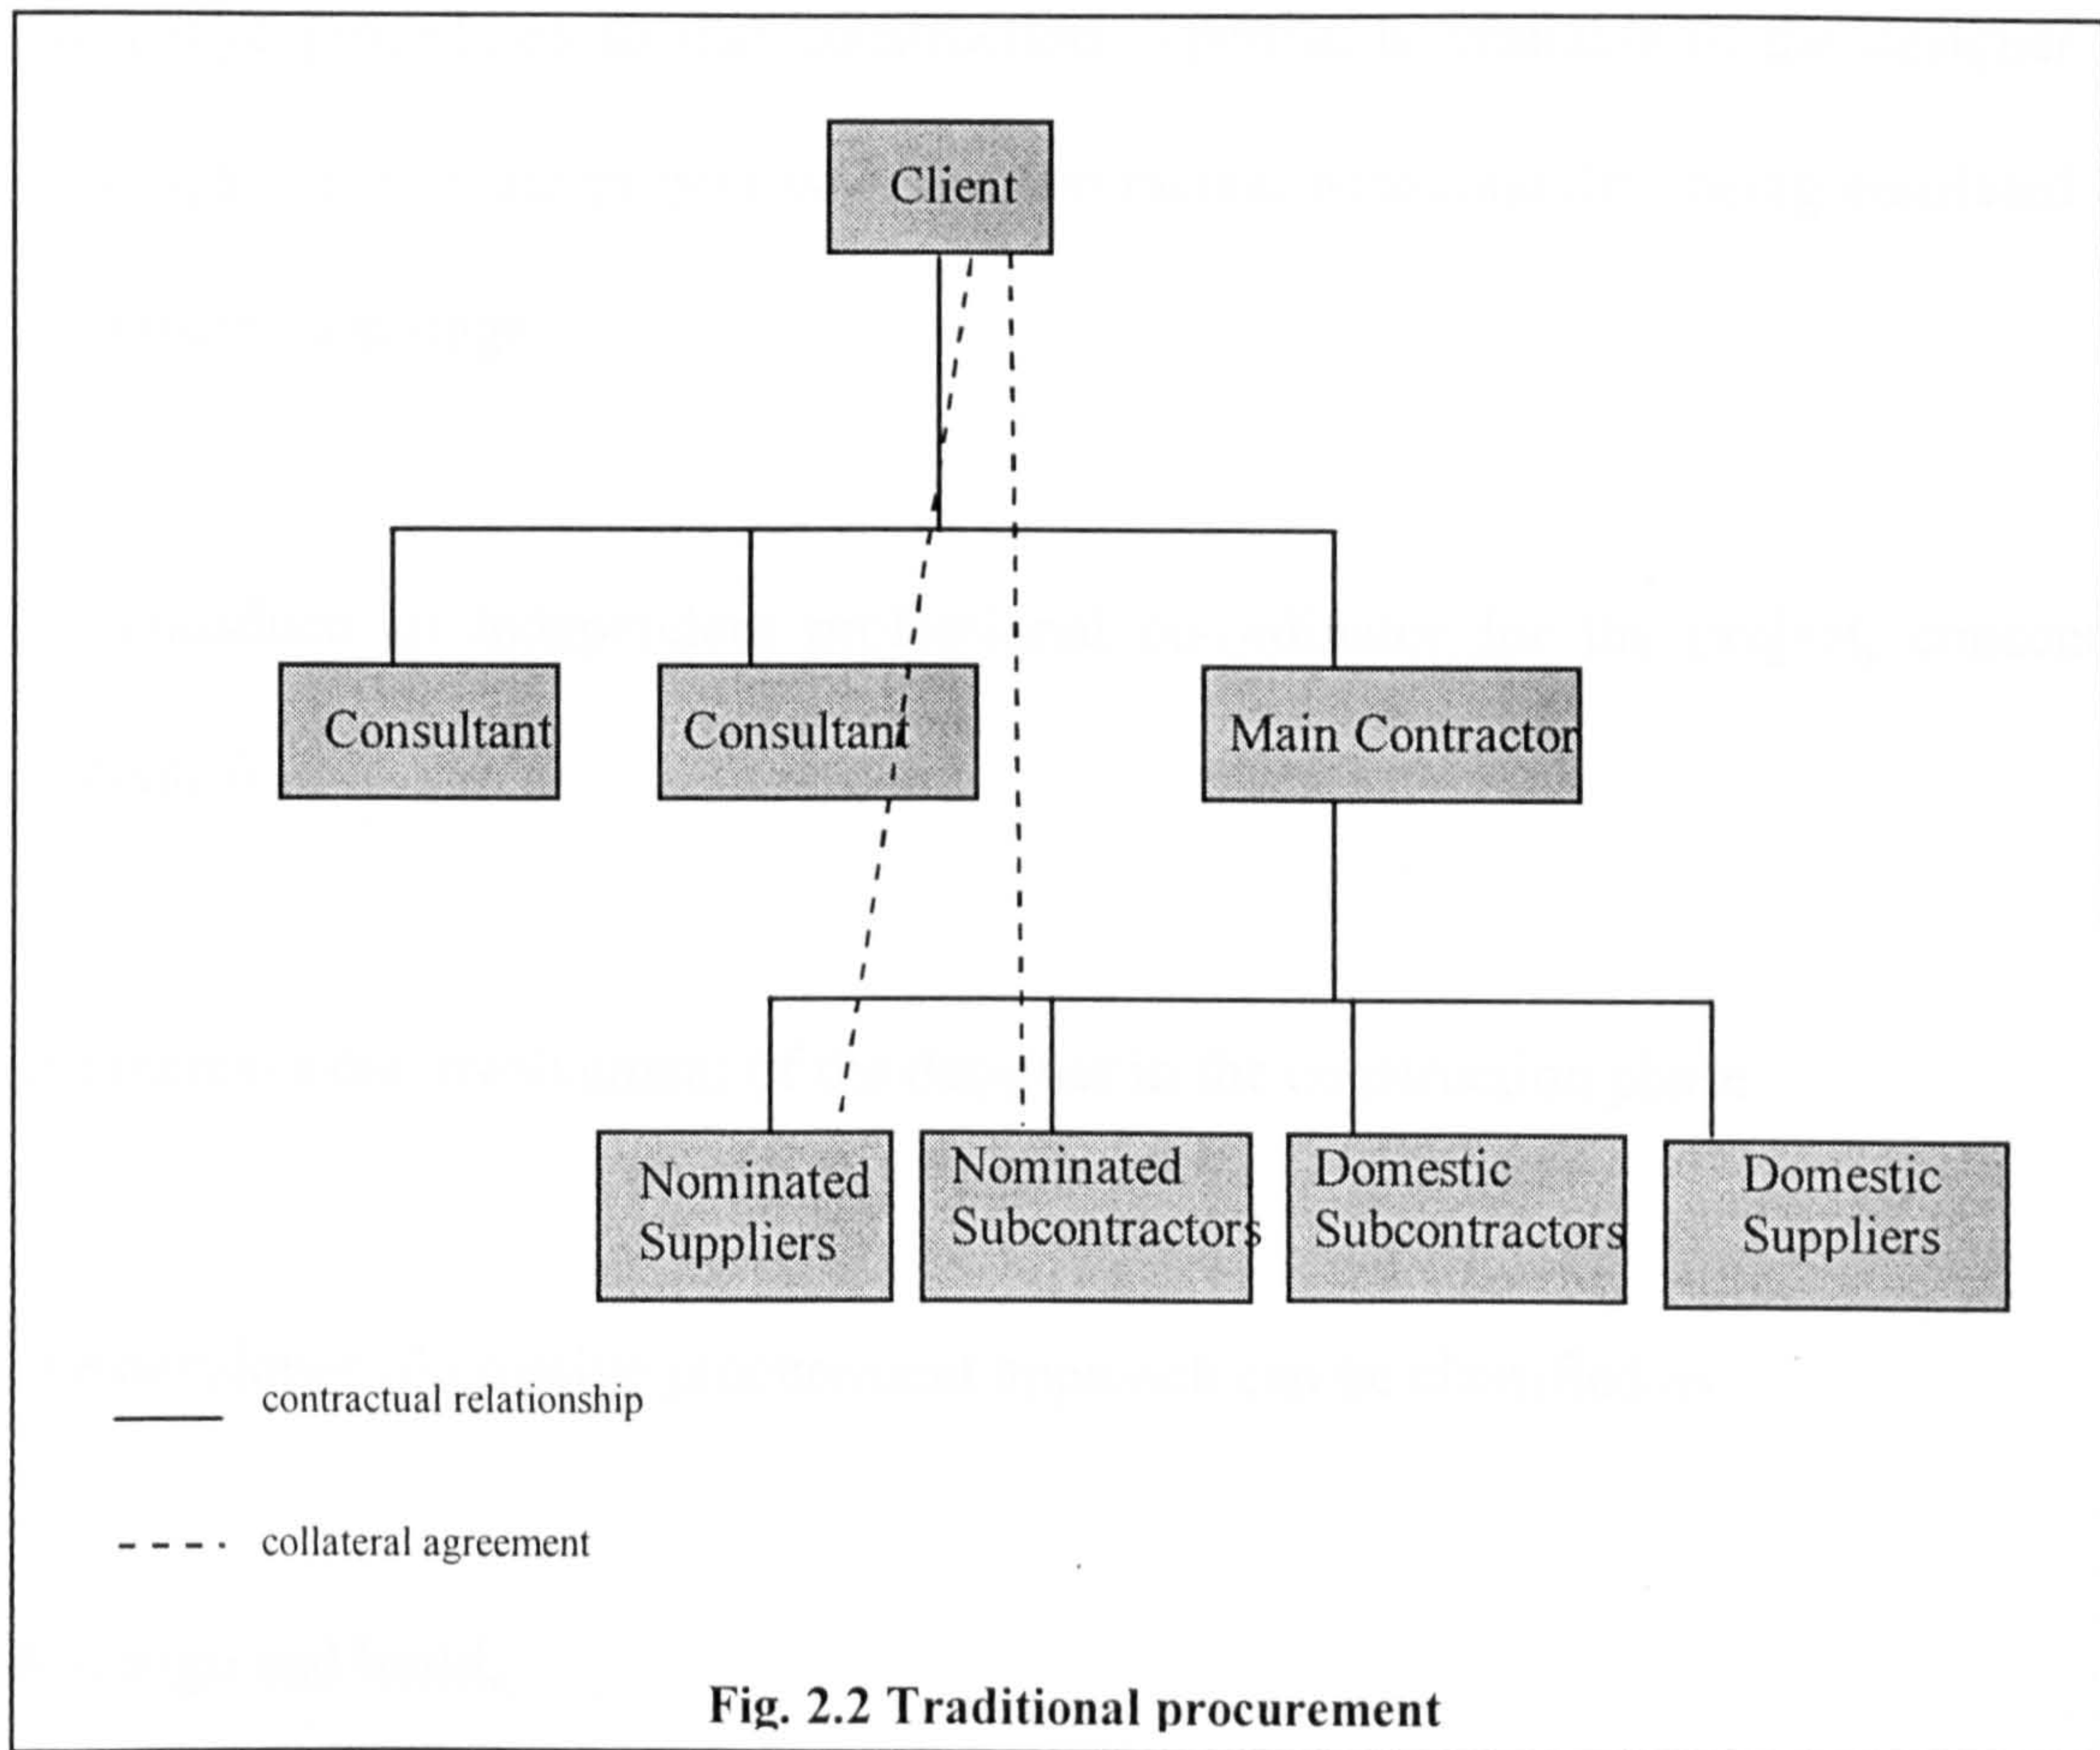 Client
Consultant
Consultant
Main Contractor
Nominated
Suppliers
Nominated
Subcontractors
Domestic
Subcontractors
Domestic
Suppliers
contractual relationship
collateral agreement
Fig. 2.2 Traditional procurement